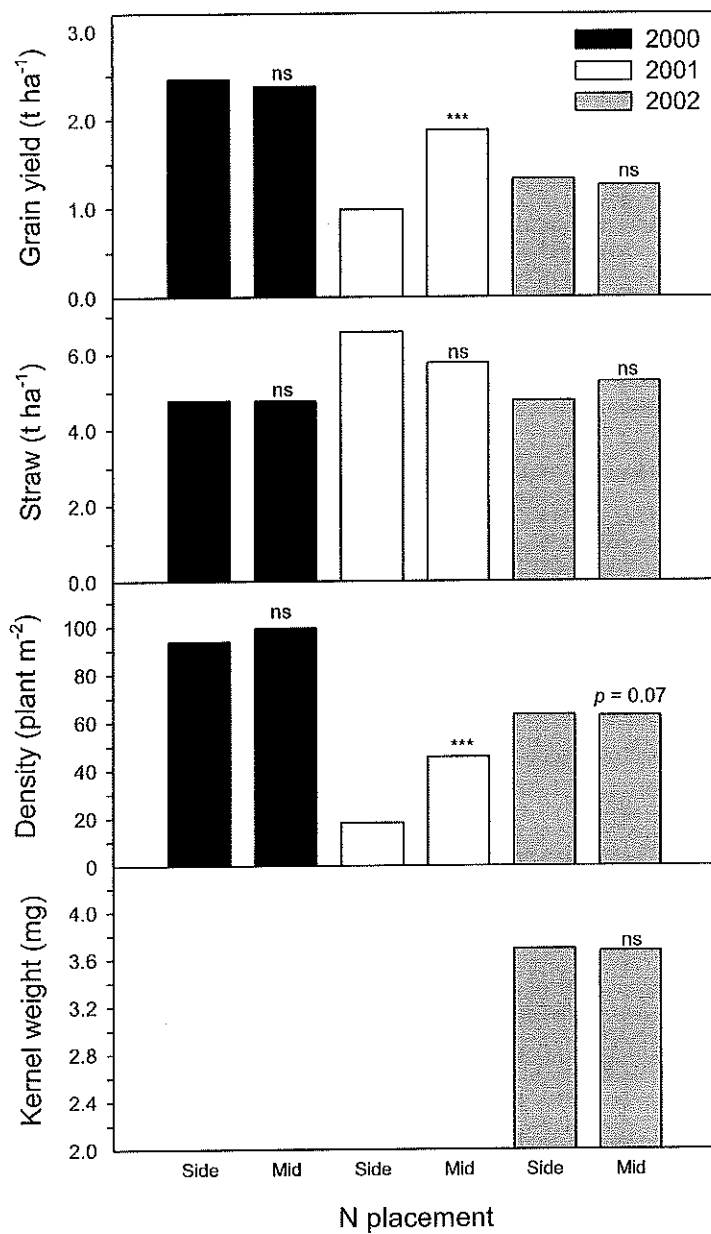 3.0
2.0
1.0
0.0
Grain yield (t ha⁻¹)
ns
***
ns
2000
2001
2002
6.0
4.0
2.0
0.0
Straw (t ha⁻¹)
ns
ns
ns
100
80
60
40
20
0
Density (plant m⁻²)
ns
***
p = 0.07
4.0
3.6
3.2
2.8
2.4
2.0
Kernel weight (mg)
ns
Side Mid Side Mid Side Mid
N placement